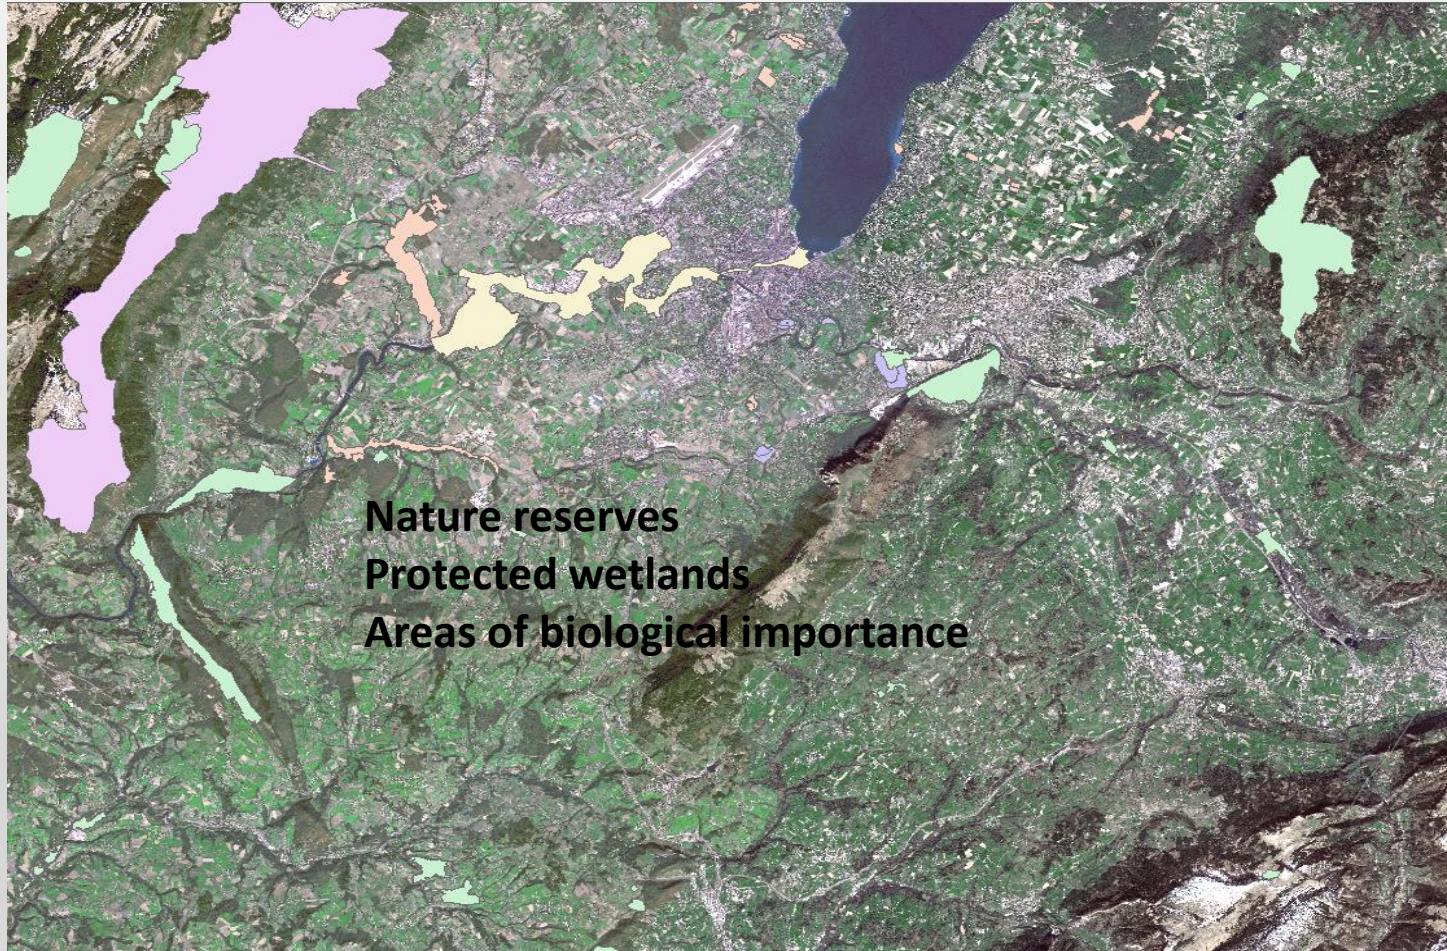 Nature reserves
Protected wetlands
Areas of biological importance